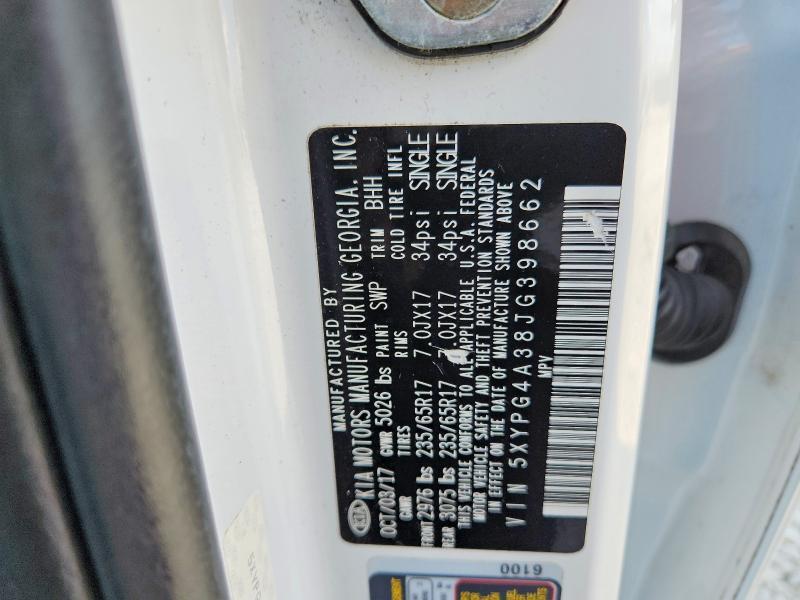 MANUFACTURED BY
KIA KIA MOTORS MANUFACTURING GEORGIA, INC.
OCT/03/17 GVWR 5026 lbs PAINT SWP TRIM BHH
GAWR TIRES RIMS COLD TIRE INFL
FRONT 2976 lbs 235/65R17 7.0JX17 34psi SINGLE
REAR 3075 lbs 235/65R17 7.0JX17 34psi SINGLE
THIS VEHICLE CONFORMS TO ALL APPLICABLE U.S.A. FEDERAL
MOTOR VEHICLE SAFETY AND THEFT PREVENTION STANDARDS
IN EFFECT ON THE DATE OF MANUFACTURE SHOWN ABOVE
VIN 5XYPG4A38JG398662
MPV
6100